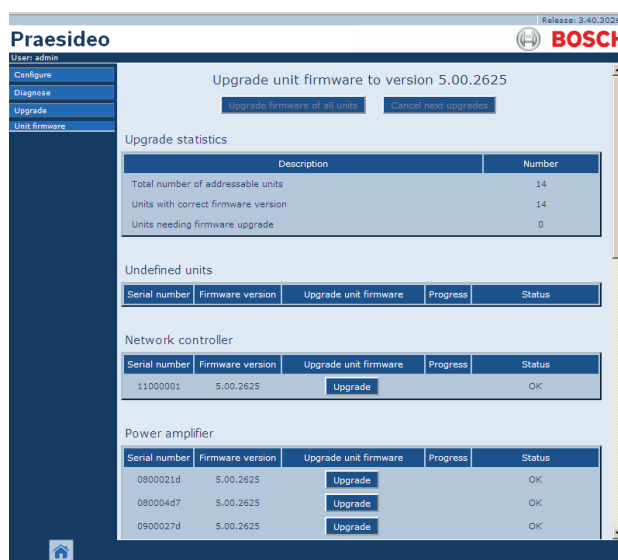 Release: 3.40.302
Praesideo
BOSCH
User: admin
Configure
Diagnose
Upgrade
Unit firmware
Upgrade unit firmware to version 5.00.2625
Upgrade firmware of all units Cancel next upgrades
Upgrade statistics
Description Number
Total number of addressable units 14
Units with correct firmware version 14
Units needing firmware upgrade 0
Undefined units
Serial number Firmware version Upgrade unit firmware Progress Status
Network controller
Serial number Firmware version Upgrade unit firmware Progress Status
11000001 5.00.2625 Upgrade OK
Power amplifier
Serial number Firmware version Upgrade unit firmware Progress Status
0800021d 5.00.2625 Upgrade OK
080004d7 5.00.2625 Upgrade OK
0900027d 5.00.2625 Upgrade OK